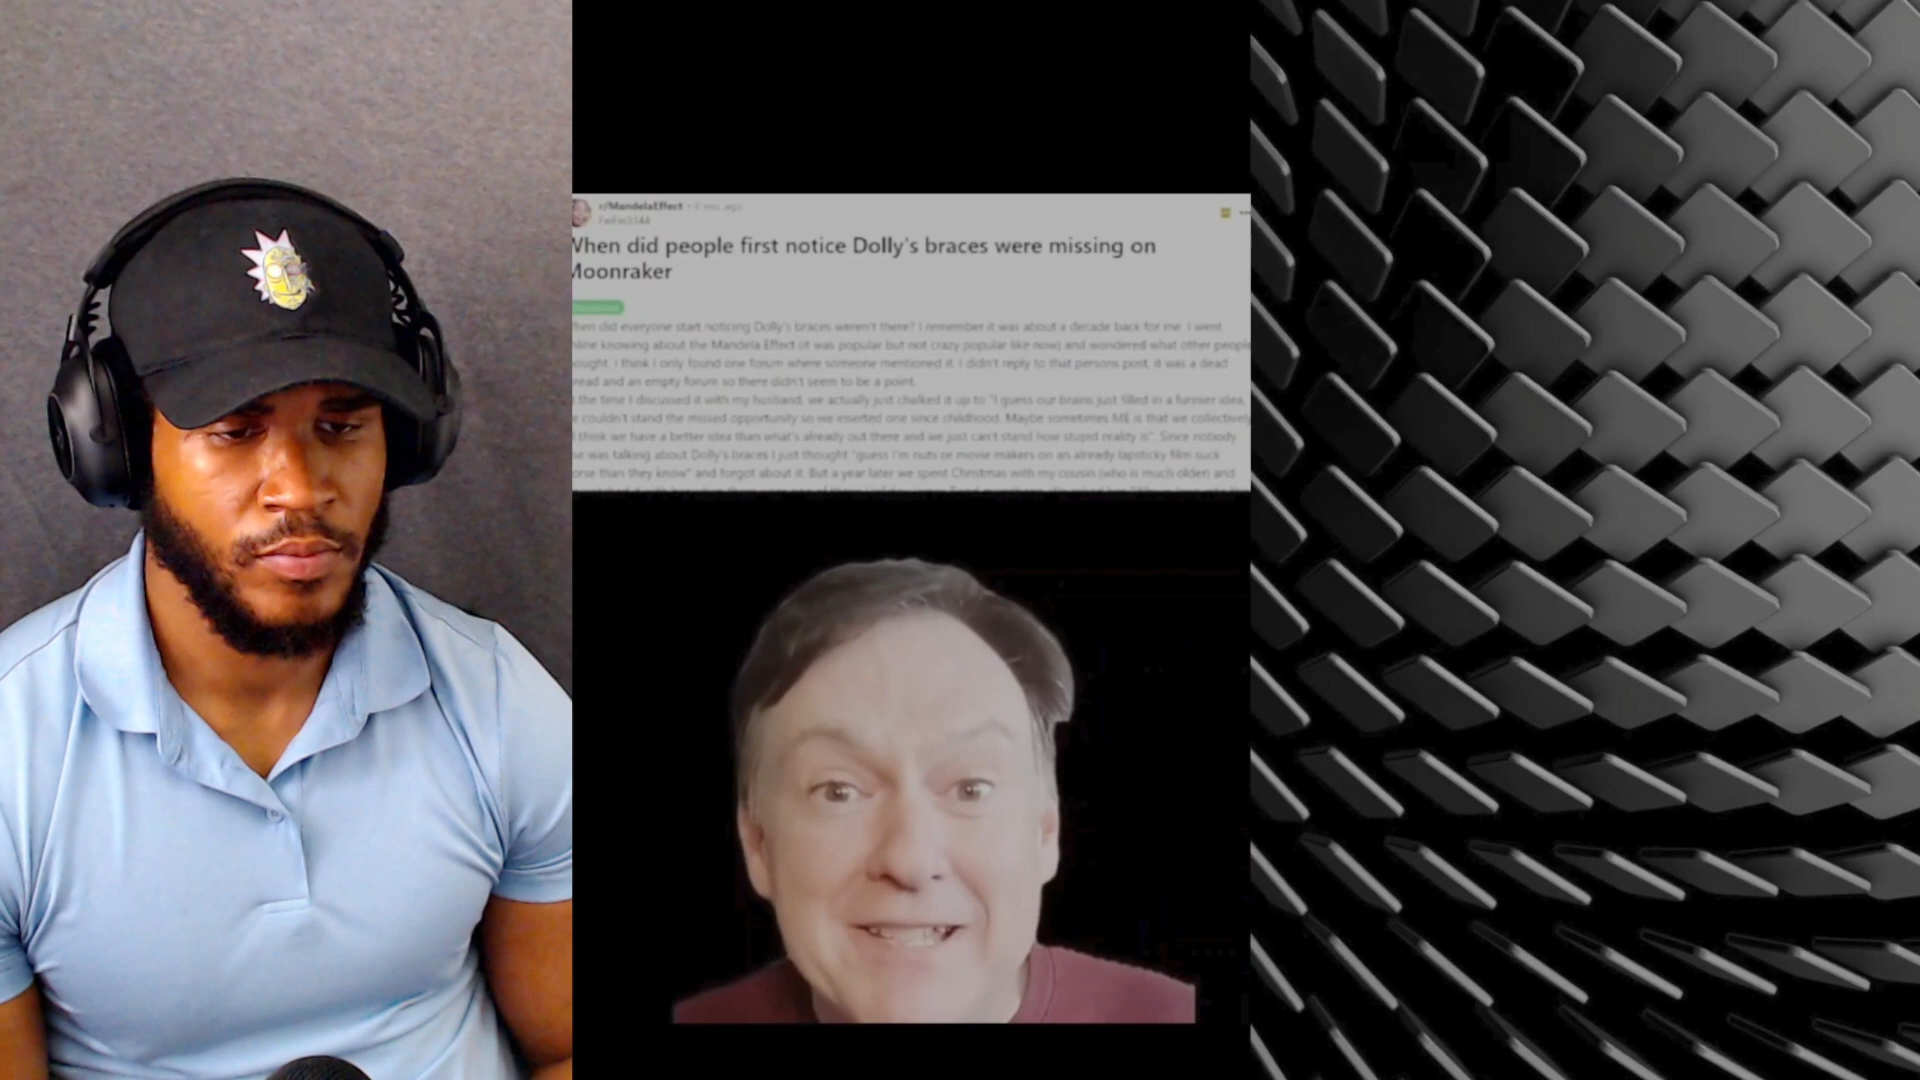 r/MandelaEffect • 9 mo. ago
When did people first notice Dolly's braces were missing on
Moonraker
hen did everyone start noticing Dolly's braces weren't there? I remember it was about a decade back for me. I went
nline knowing about the Mandela Effect (it was popular but not crazy (popular like now) and wondered what other people
ought. I think I only found one forum where someone mentioned it. I didn't reply to that persons post, it was a dead
read and an empty forum so there didn't seem to be a point.
the time I discussed it with my husband, we actually just chalked it up to "I guess our brains just filled in a funnier idea,
e couldn't stand the missed opportunity so we inserted one since childhood. Maybe sometimes ME is that we collectively
think we have a better idea than what's already out there and we just can't stand how stupid reality is". Since nobody
se was talking about Dolly's braces I just thought "guess I'm nuts or movie makers on an already lapsticky film suck
orse than they know" and forgot about it. But a year later we spent Christmas with my cousin (who is much older) and